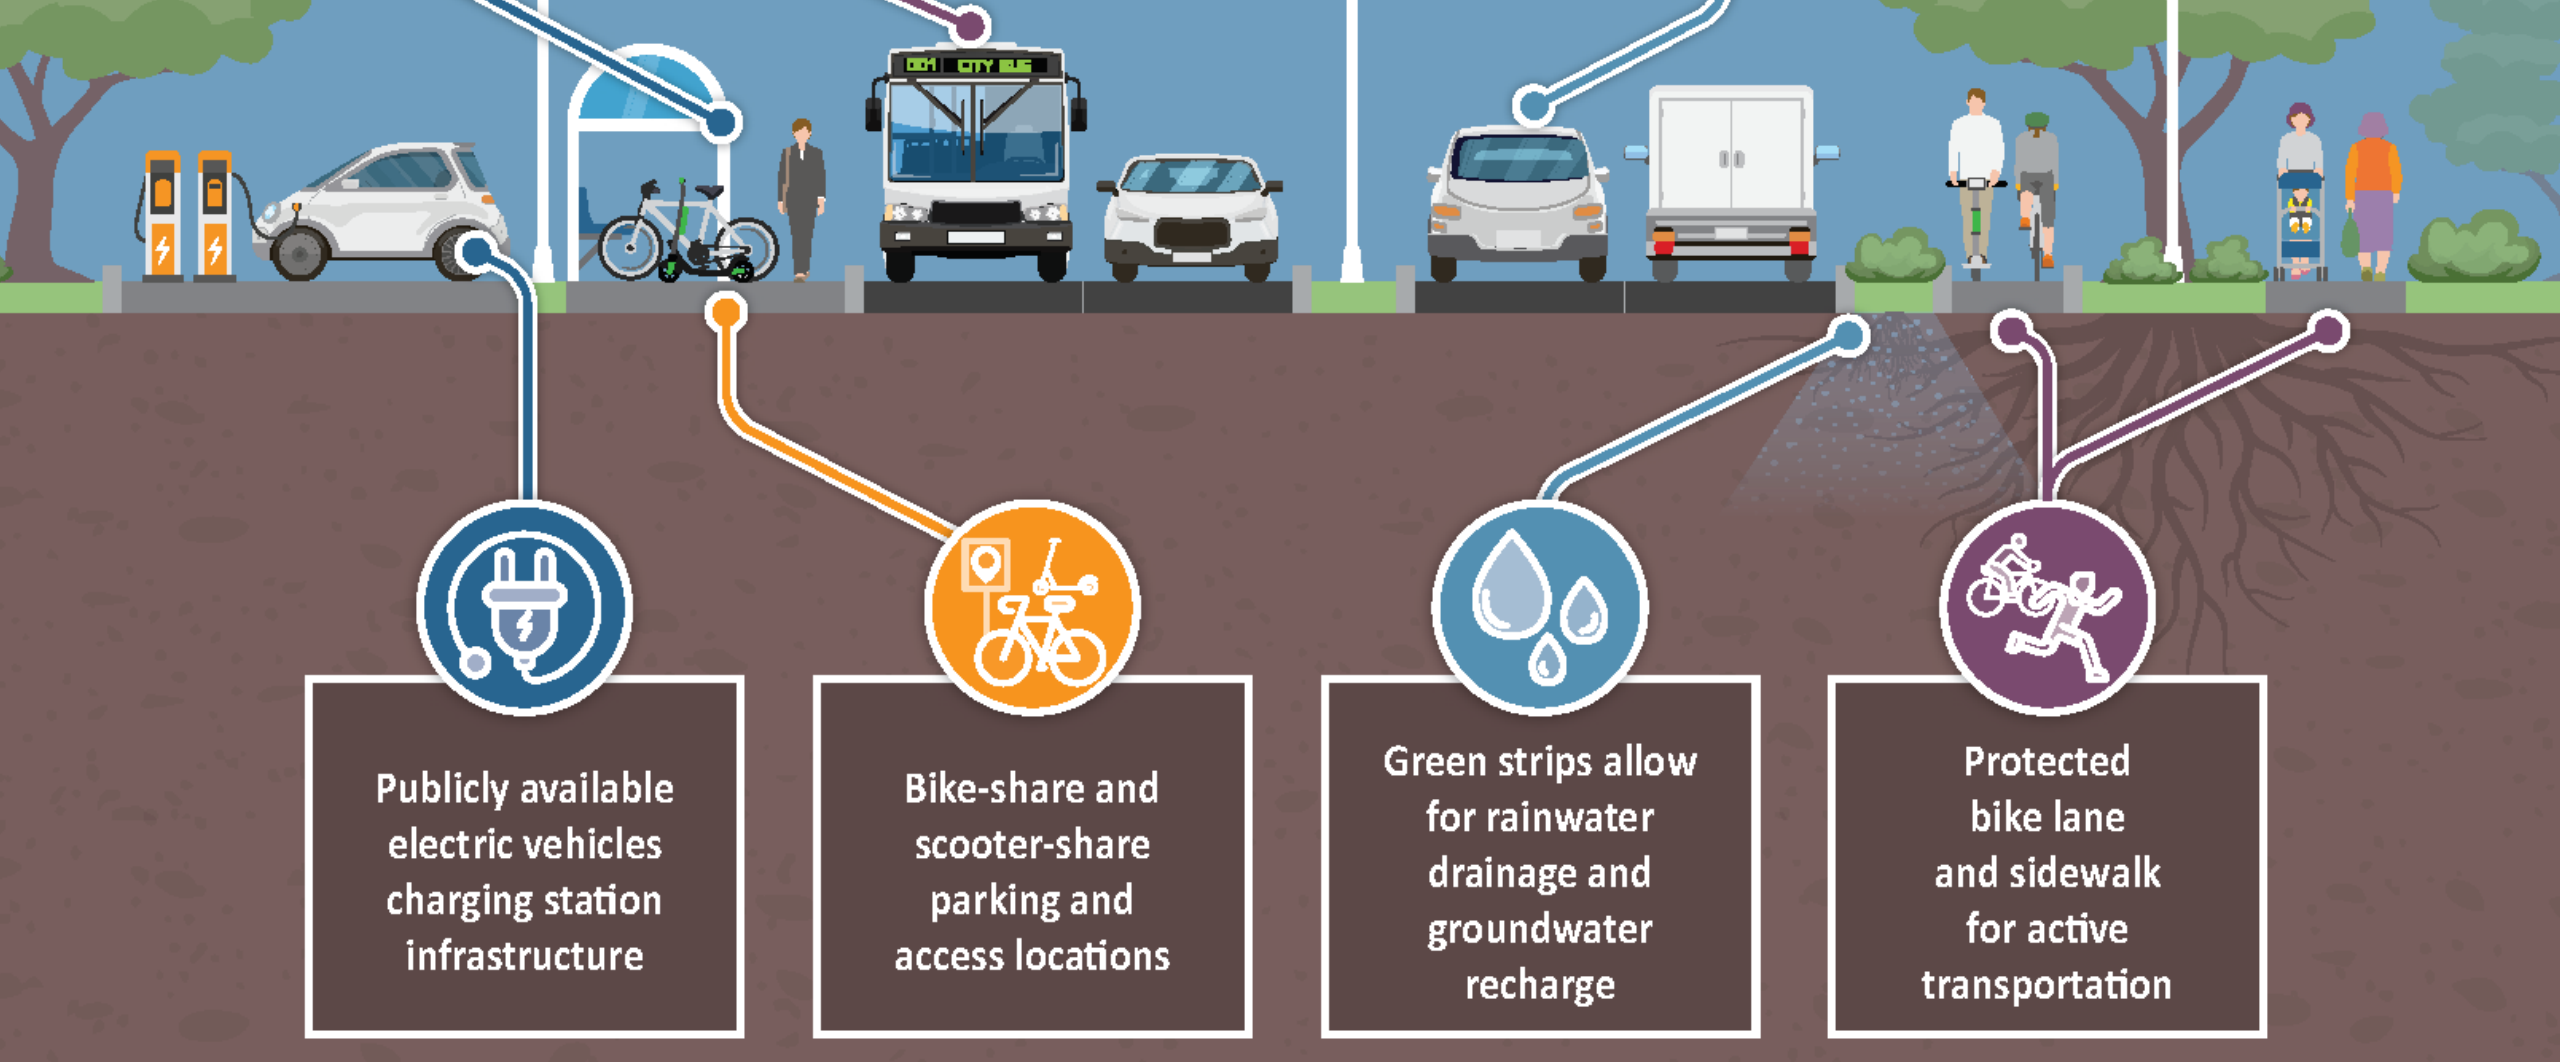 004 CITY BUS
Publicly available
electric vehicles
charging station
infrastructure
Bike-share and
scooter-share
parking and
access locations
Green strips allow
for rainwater
drainage and
groundwater
recharge
Protected
bike lane
and sidewalk
for active
transportation